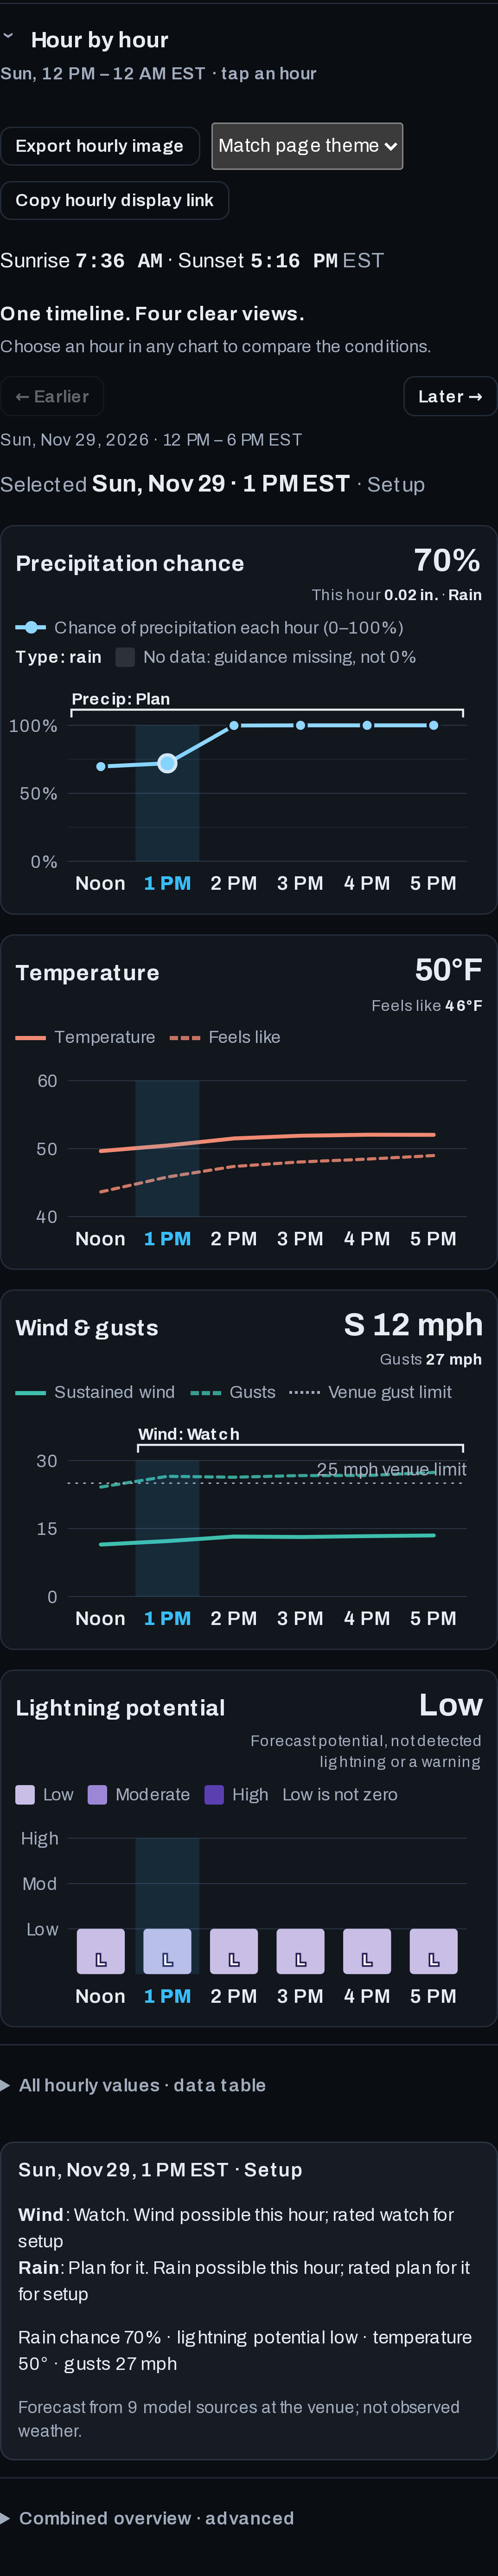 Hour by hour
Sun, 12 PM – 12 AM EST · tap an hour
Export hourly image
Match page theme
Copy hourly display link
Sunrise 7:36 AM · Sunset 5:16 PM EST
One timeline. Four clear views.
Choose an hour in any chart to compare the conditions.
← Earlier
Later →
Sun, Nov 29, 2026 · 12 PM – 6 PM EST
Selected Sun, Nov 29 · 1 PM EST · Setup
Precipitation chance
70%
This hour 0.02 in. · Rain
Chance of precipitation each hour (0–100%)
Type: rain No data: guidance missing, not 0%
Precip: Plan
100%
50%
0%
Noon 1 PM 2 PM 3 PM 4 PM 5 PM
Temperature
50°F
Feels like 46°F
Temperature Feels like
60
50
40
Noon 1 PM 2 PM 3 PM 4 PM 5 PM
Wind & gusts
S 12 mph
Gusts 27 mph
Sustained wind Gusts Venue gust limit
Wind: Watch
30
25 mph venue limit
15
0
Noon 1 PM 2 PM 3 PM 4 PM 5 PM
Lightning potential
Low
Forecast potential, not detected
lightning or a warning
Low Moderate High Low is not zero
High
Mod
Low
L L L L L L
Noon 1 PM 2 PM 3 PM 4 PM 5 PM
All hourly values · data table
Sun, Nov 29, 1 PM EST · Setup
Wind: Watch. Wind possible this hour; rated watch for
setup
Rain: Plan for it. Rain possible this hour; rated plan for it
for setup
Rain chance 70% · lightning potential low · temperature
50° · gusts 27 mph
Forecast from 9 model sources at the venue; not observed
weather.
Combined overview · advanced